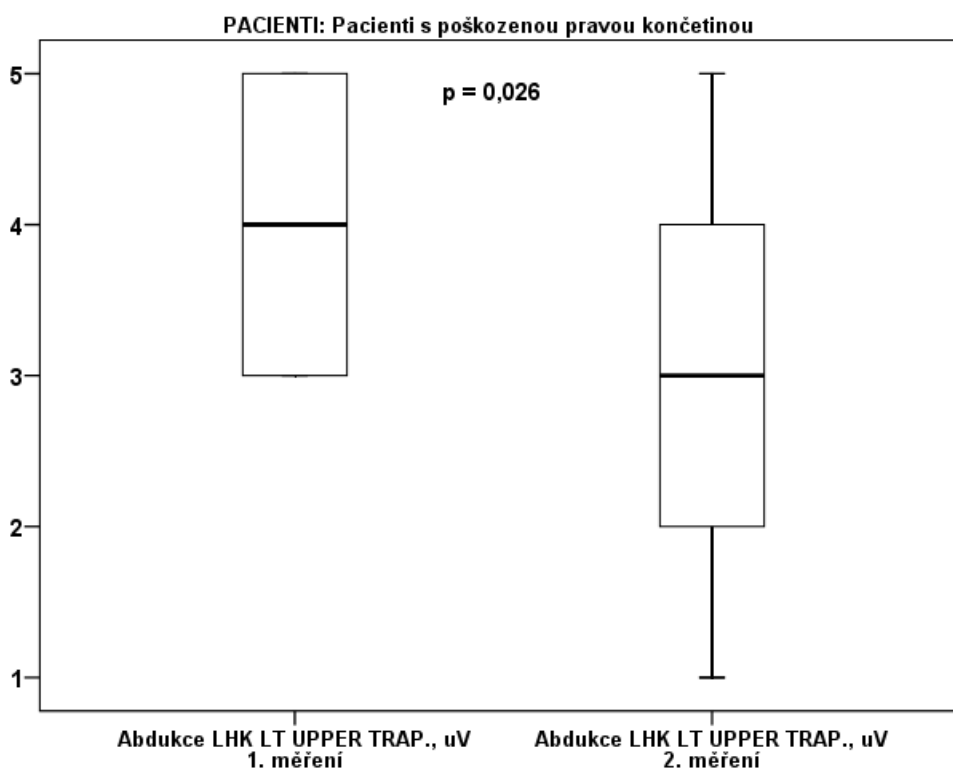 PACIENTI: Pacienti s poškozenou pravou končetinou
p = 0,026
5
4
3
2
1
Abdukce LHK LT UPPER TRAP., uV
1. měření
Abdukce LHK LT UPPER TRAP., uV
2. měření